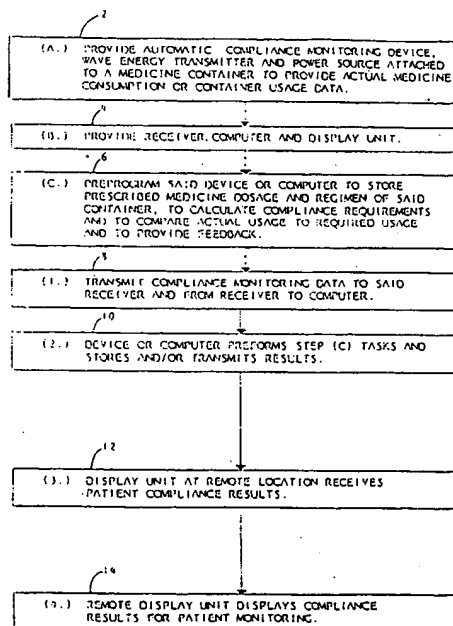 2
(A.) PROVIDE AUTOMATIC COMPLIANCE MONITORING DEVICE,
WAVE ENERGY TRANSMITTER AND POWER SOURCE ATTACHED
TO A MEDICINE CONTAINER TO PROVIDE ACTUAL MEDICINE
CONSUMPTION OR CONTAINER USAGE DATA.
4
(B.) PROVIDE RECEIVER, COMPUTER AND DISPLAY UNIT.
6
(C.) PREPROGRAM SAID DEVICE OR COMPUTER TO STORE
PRESCRIBED MEDICINE DOSAGE AND REGIMEN OF SAID
CONTAINER, TO CALCULATE COMPLIANCE REQUIREMENTS
AND TO COMPARE ACTUAL USAGE TO REQUIRED USAGE
AND TO PROVIDE FEEDBACK.
(1.) TRANSMIT COMPLIANCE MONITORING DATA TO SAID
RECEIVER AND FROM RECEIVER TO COMPUTER.
10
(2.) DEVICE OR COMPUTER PREFORMS STEP (C) TASKS AND
STORES AND/OR TRANSMITS RESULTS.
12
(3.) DISPLAY UNIT AT REMOTE LOCATION RECEIVES
PATIENT COMPLIANCE RESULTS.
14
(4.) REMOTE DISPLAY UNIT DISPLAYS COMPLIANCE
RESULTS FOR PATIENT MONITORING.